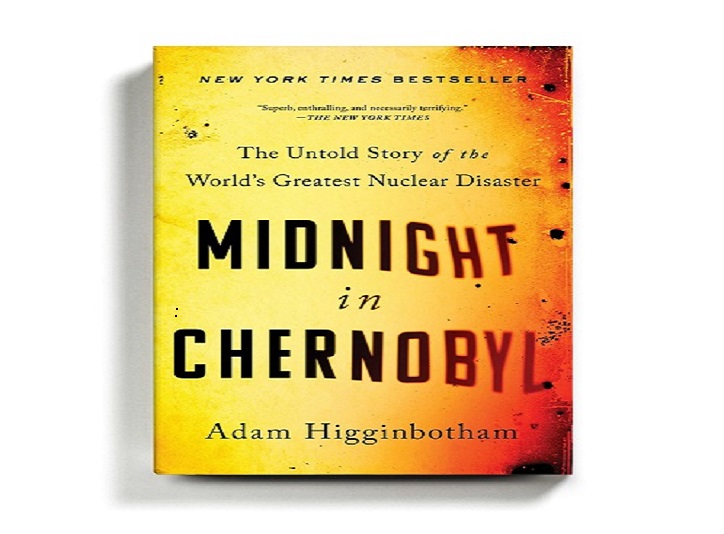 NEW YORK TIMES BESTSELLER
"Superb, enthralling, and necessarily terrifying."
—THE NEW YORK TIMES
The Untold Story of the
World's Greatest Nuclear Disaster
MIDNIGHT
in
CHERNOBYL
Adam Higginbotham